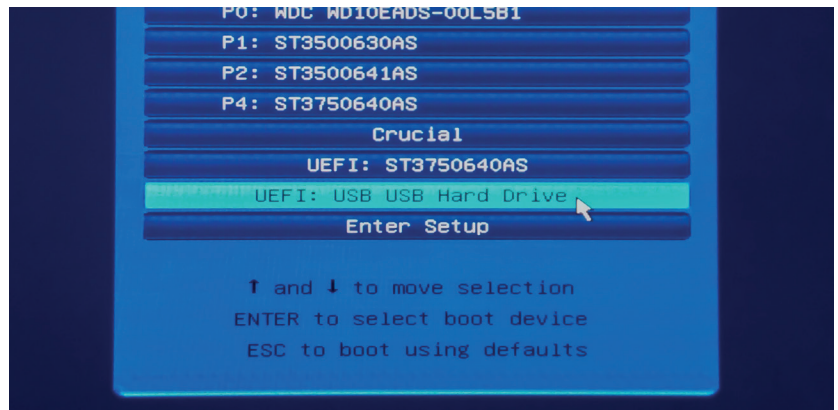 P0: WDC WD10EADS-00L5B1
P1: ST3500630AS
P2: ST3500641AS
P4: ST3750640AS
Crucial
UEFI: ST3750640AS
UEFI: USB USB Hard Drive
Enter Setup
↑ and ↓ to move selection
ENTER to select boot device
ESC to boot using defaults